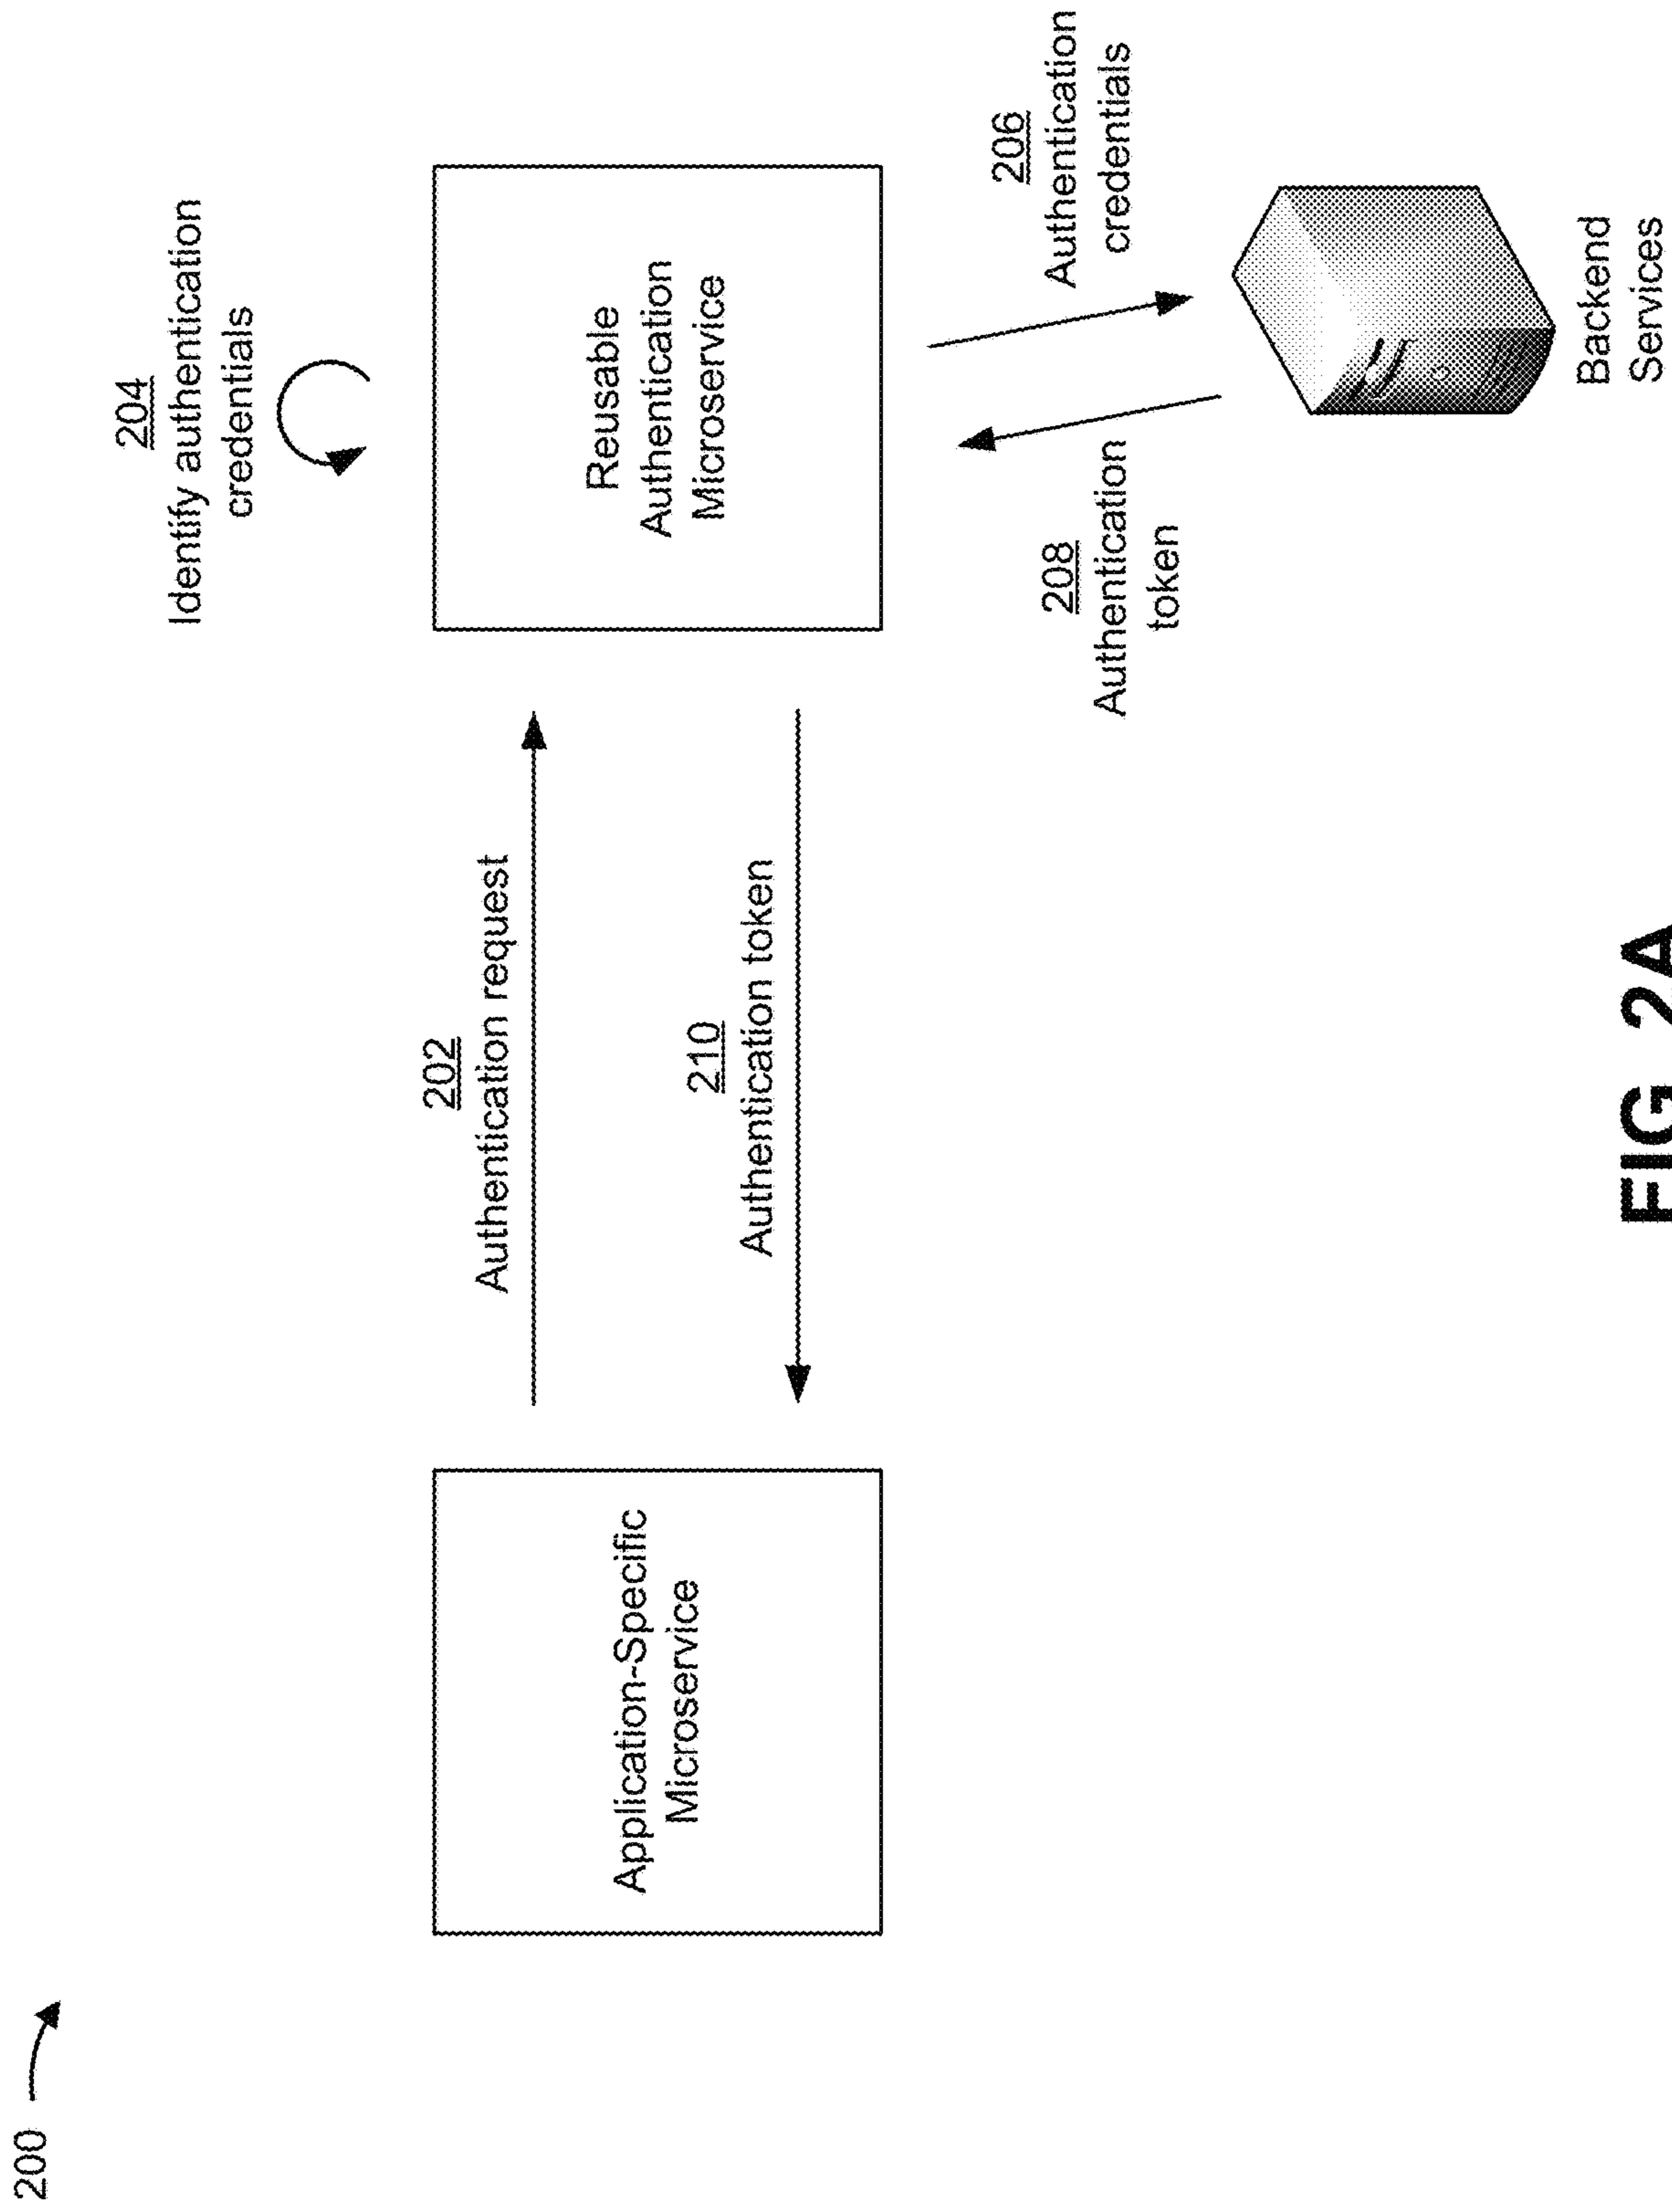 200
204
Identify authentication
credentials
202
Authentication request
210
Authentication token
Application-Specific
Microservice
Reusable
Authentication
Microservice
206
Authentication
credentials
208
Authentication
token
Backend
Services
FIG. 2A